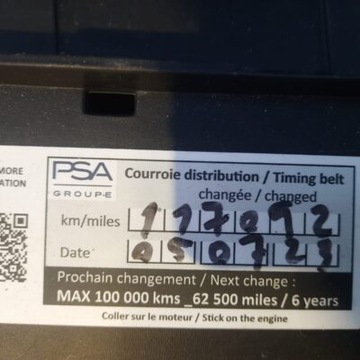 MORE
ATION
PSA
GROUPE
Courroie distribution / Timing belt
changée / changed
km/miles 117092
Date 050723
Prochain changement / Next change :
MAX 100 000 kms _62 500 miles / 6 years
Coller sur le moteur / Stick on the engine